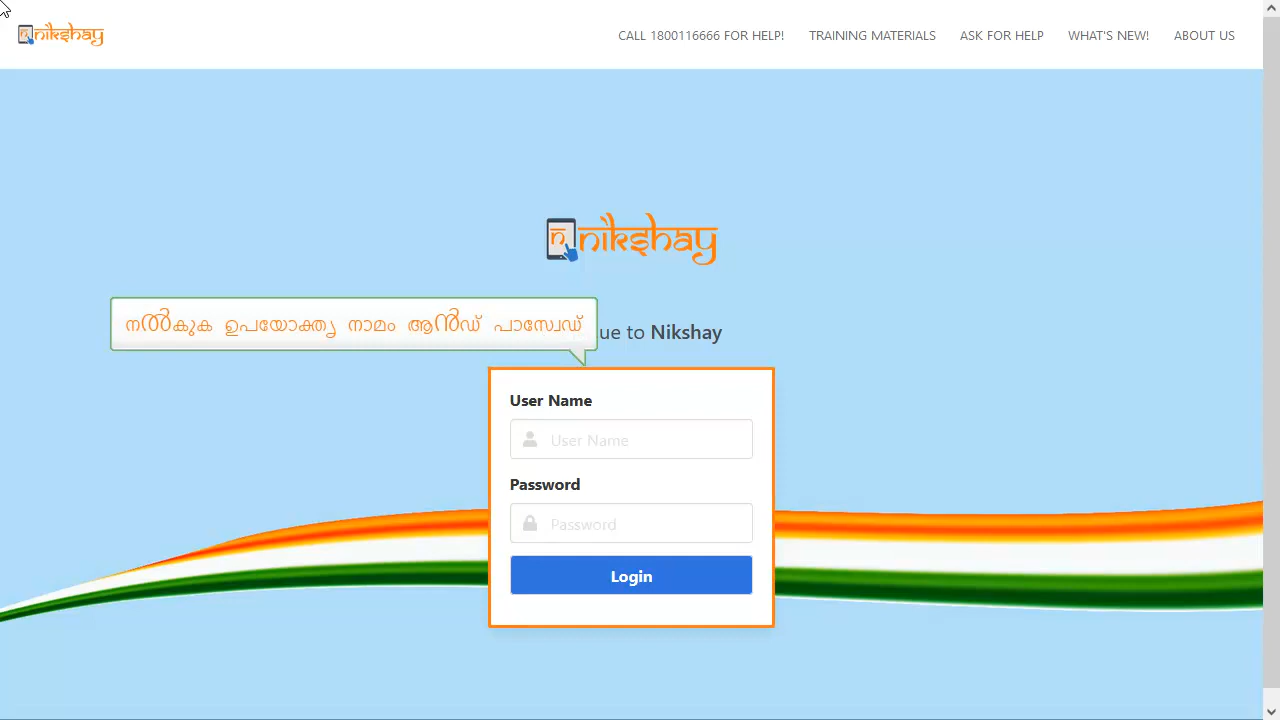 nikshay
CALL 1800116666 FOR HELP! TRAINING MATERIALS ASK FOR HELP WHAT'S NEW! ABOUT US
nikshay
നൽകുക ഉപയോക്തൃ നാമം ആൻഡ് പാസ്വേഡ്
ue to Nikshay
User Name
User Name
Password
Password
Login